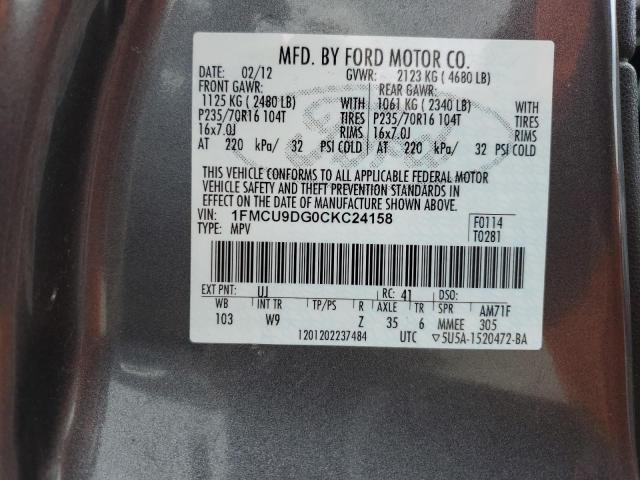 MFD. BY FORD MOTOR CO.
DATE: 02/12 GVWR: 2123 KG (4680 LB)
FRONT GAWR: REAR GAWR:
1125 KG (2480 LB) WITH 1061 KG (2340 LB) WITH
P235/70R16 104T TIRES P235/70R16 104T TIRES
16x7.0J RIMS 16x7.0J RIMS
AT 220 kPa/ 32 PSI COLD AT 220 kPa/ 32 PSI COLD
THIS VEHICLE CONFORMS TO ALL APPLICABLE FEDERAL MOTOR
VEHICLE SAFETY AND THEFT PREVENTION STANDARDS IN
EFFECT ON THE DATE OF MANUFACTURE SHOWN ABOVE.
VIN: 1FMCU9DG0CKC24158 F0114
TYPE: MPV T0281
EXT PNT: UJ RC: 41 DSO:
WB INT TR TP/PS R AXLE TR SPR AM71F
103 W9 Z 35 6 MMEE 305
1201202237484 UTC ▽5U5A-1520472-BA
Ford